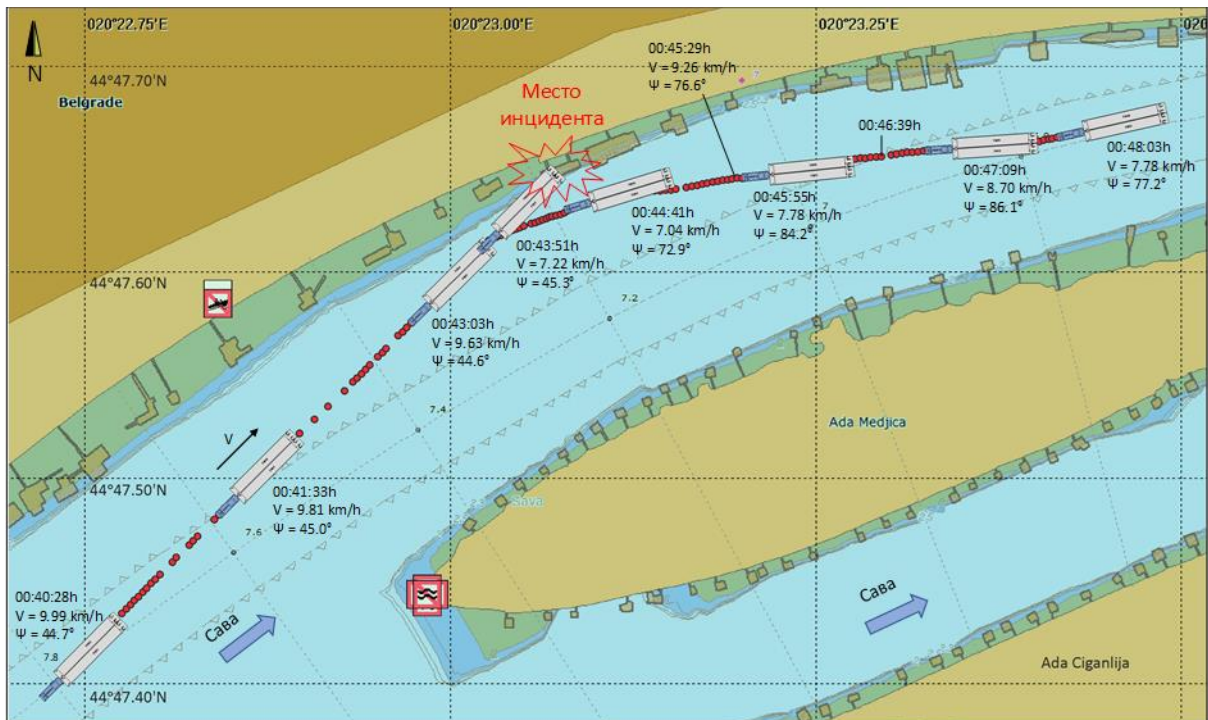 020°22.75'E
020°23.00'E
020°23.25'E
020°
N
44°47.70'N
Belgrade
Место
инцидента
00:45:29h
V = 9.26 km/h
Ψ = 76.6°
00:46:39h
00:48:03h
V = 7.78 km/h
Ψ = 77.2°
00:47:09h
V = 8.70 km/h
Ψ = 86.1°
00:45:55h
V = 7.78 km/h
Ψ = 84.2°
00:44:41h
V = 7.04 km/h
Ψ = 72.9°
00:43:51h
V = 7.22 km/h
Ψ = 45.3°
44°47.60'N
7.2
00:43:03h
V = 9.63 km/h
Ψ = 44.6°
7.4
Ada Medjica
V
44°47.50'N
00:41:33h
V = 9.81 km/h
Ψ = 45.0°
Sava
7.6
00:40:28h
V = 9.99 km/h
Ψ = 44.7°
7.8
Сава
Сава
Ada Ciganlija
44°47.40'N